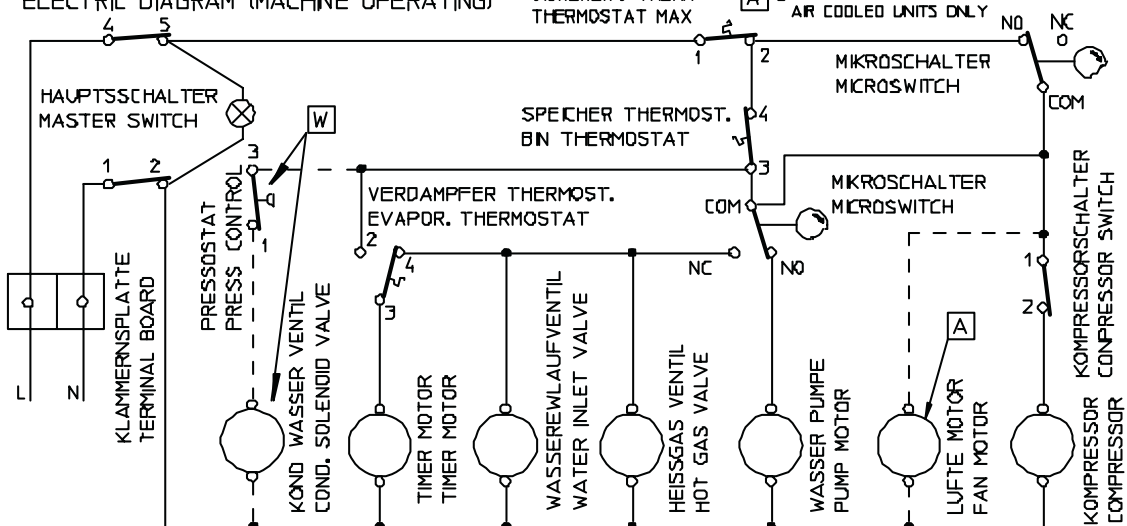 ELECTRIC DIAGRAM (MACHINE OPERATING)
THERMOSTAT MAX
A
AIR COOLED UNITS ONLY
4
5
1
2
NO
NC
COM
MIKROSCHALTER
MICROSWITCH
HAUPTSSCHALTER
MASTER SWITCH
W
SPEICHER THERMOST.
BIN THERMOSTAT
4
3
1
2
3
1
PRESSOSTAT
PRESS CONTROL
VERDAMPFER THERMOST.
EVAPOR. THERMOSTAT
2
4
3
COM
NC
NO
MIKROSCHALTER
MICROSWITCH
1
2
KOMPRESSORSCHALTER
CONPRESSOR SWITCH
A
L
N
KLAMMERNSPLATTE
TERMINAL BOARD
KOND WASSER VENTIL
COND. SOLENOID VALVE
TIMER MOTOR
TIMER MOTOR
WASSEREWLAUFVENTIL
WATER INLET VALVE
HEISSGAS VENTIL
HOT GAS VALVE
WASSER PUMPE
PUMP MOTOR
LUFTE MOTOR
FAN MOTOR
KOMPRESSOR
COMPRESSOR